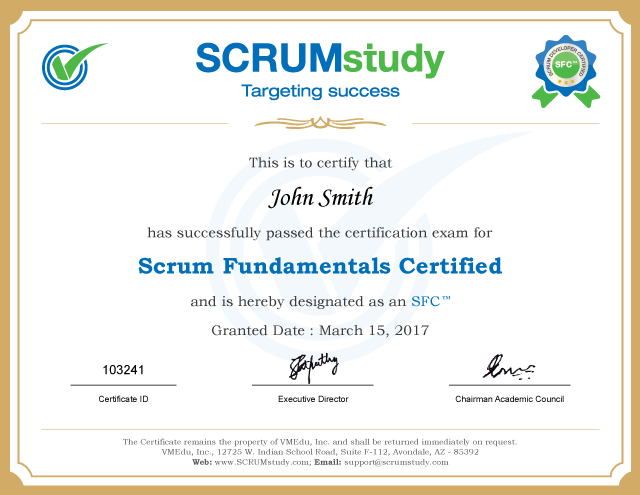 SCRUMstudy
Targeting success
SCRUM DEVELOPER CERTIFIED
SFC™
This is to certify that
John Smith
has successfully passed the certification exam for
Scrum Fundamentals Certified
and is hereby designated as an SFC™
Granted Date : March 15, 2017
103241
Certificate ID
Executive Director
Chairman Academic Council
The Certificate remains the property of VMEdu, Inc. and shall be returned immediately on request.
VMEdu, Inc., 12725 W. Indian School Road, Suite F-112, Avondale, AZ - 85392
Web: www.SCRUMstudy.com; Email: support@scrumstudy.com